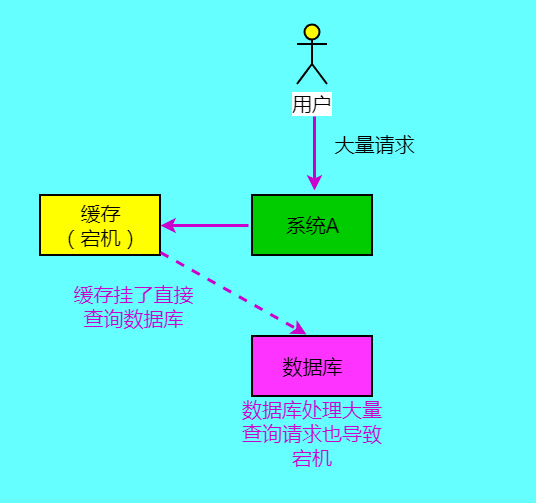 用户
大量请求
缓存
（宕机）
系统A
缓存挂了直接
查询数据库
数据库
数据库处理大量
查询请求也导致
宕机